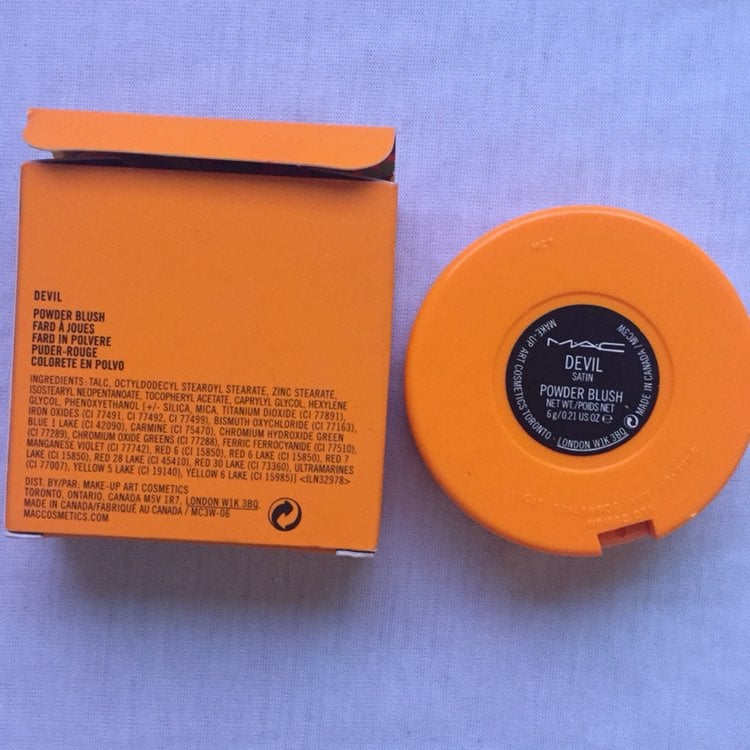 DEVIL
POWDER BLUSH
FARD À JOUES
FARD IN POLVERE
PUDER-ROUGE
COLORETE EN POLVO
INGREDIENTS: TALC, OCTYLDODECYL STEAROYL STEARATE, ZINC STEARATE,
ISOSTEARYL NEOPENTANOATE, TOCOPHERYL ACETATE, CAPRYLYL GLYCOL, HEXYLENE
GLYCOL, PHENOXYETHANOL [+/- SILICA, MICA, TITANIUM DIOXIDE (CI 77891),
IRON OXIDES (CI 77491, CI 77492, CI 77499), BISMUTH OXYCHLORIDE (CI 77163),
BLUE 1 LAKE (CI 42090), CARMINE (CI 75470), CHROMIUM HYDROXIDE GREEN
(CI 77289), CHROMIUM OXIDE GREENS (CI 77288), FERRIC FERROCYANIDE (CI 77510),
MANGANESE VIOLET (CI 77742), RED 6 (CI 15850), RED 6 LAKE (CI 15850), RED 7
LAKE (CI 15850), RED 28 LAKE (CI 45410), RED 30 LAKE (CI 73360), ULTRAMARINES
(CI 77007), YELLOW 5 LAKE (CI 19140), YELLOW 6 LAKE (CI 15985)] <ILN32978>
DIST. BY/PAR: MAKE-UP ART COSMETICS
TORONTO, ONTARIO, CANADA M5V 1R7, LONDON W1K 3BQ.
MADE IN CANADA/FABRIQUÉ AU CANADA / MC3W-06
MACCOSMETICS.COM
MAC
DEVIL
SATIN
POWDER BLUSH
NET WT./POIDS NET
6 g/0.21 US OZ ℮
MAKE-UP ART COSMETICS TORONTO · LONDON W1K 3BQ
MADE IN CANADA / MC3W